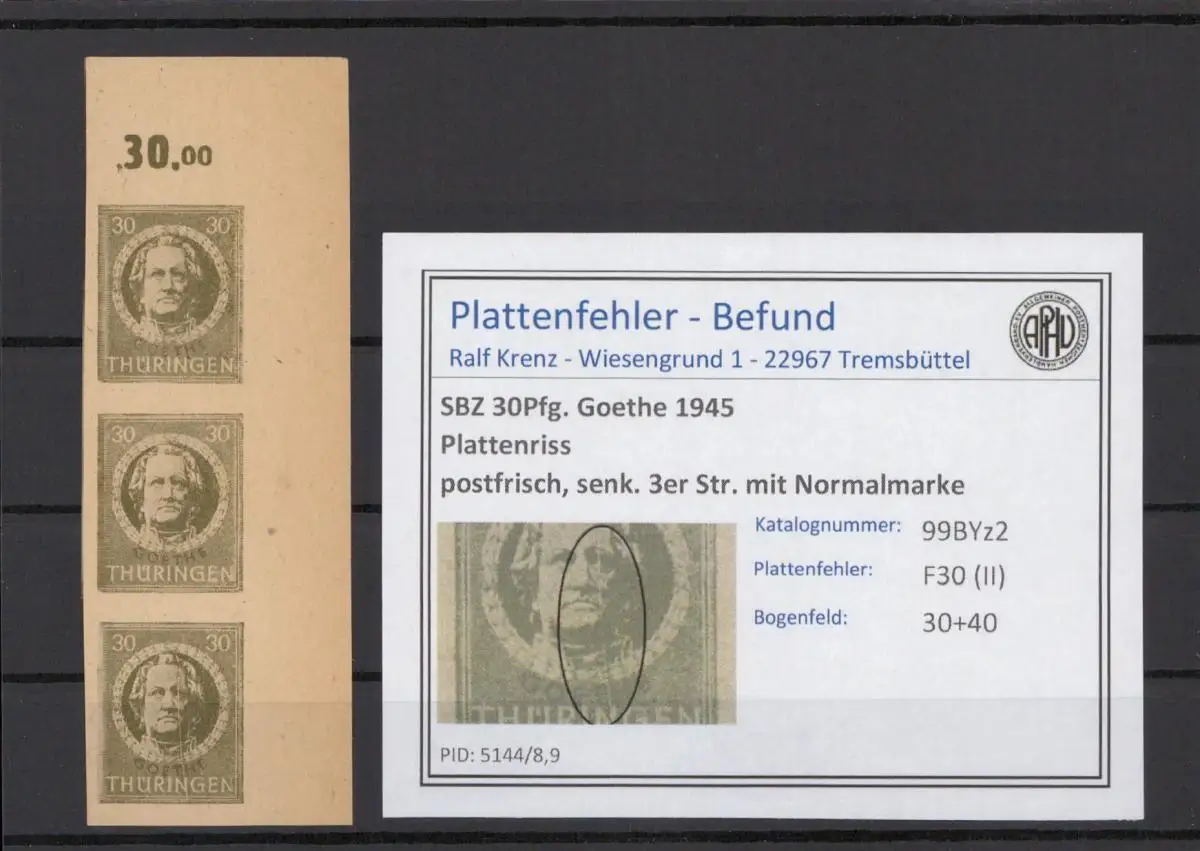 .30.00
30 30
GOETHE
THÜRINGEN
30 30
GOETHE
THÜRINGEN
30 30
GOETHE
THÜRINGEN
Plattenfehler - Befund
Ralf Krenz - Wiesengrund 1 - 22967 Tremsbüttel
APHV
SBZ 30Pfg. Goethe 1945
Plattenriss
postfrisch, senk. 3er Str. mit Normalmarke
Katalognummer: 99BYz2
Plattenfehler: F30 (II)
Bogenfeld: 30+40
THÜRINGEN
PID: 5144/8,9